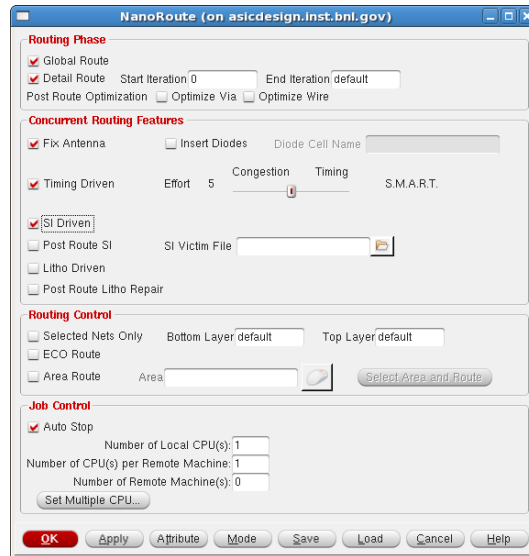 NanoRoute (on asicdesign.inst.bnl.gov)
Routing Phase
Global Route
Detail Route Start Iteration 0 End Iteration default
Post Route Optimization Optimize Via Optimize Wire
Concurrent Routing Features
Fix Antenna Insert Diodes Diode Cell Name
Congestion Timing
Timing Driven Effort 5 S.M.A.R.T.
SI Driven
Post Route SI SI Victim File
Litho Driven
Post Route Litho Repair
Routing Control
Selected Nets Only Bottom Layer default Top Layer default
ECO Route
Area Route Area Select Area and Route
Job Control
Auto Stop
Number of Local CPU(s): 1
Number of CPU(s) per Remote Machine: 1
Number of Remote Machine(s): 0
Set Multiple CPU...
OK Apply Attribute Mode Save Load Cancel Help